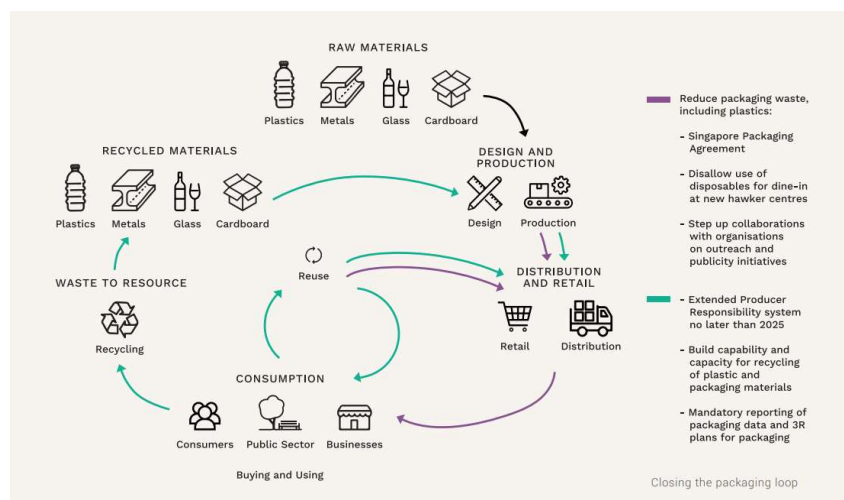 RAW MATERIALS
Plastics
Metals
Glass
Cardboard
RECYCLED MATERIALS
Plastics
Metals
Glass
Cardboard
DESIGN AND
PRODUCTION
Design
Production
WASTE TO RESOURCE
Recycling
Reuse
DISTRIBUTION
AND RETAIL
Retail
Distribution
CONSUMPTION
Consumers
Public Sector
Businesses
Buying and Using
Reduce packaging waste,
including plastics:
- Singapore Packaging
Agreement
- Disallow use of
disposables for dine-in
at new hawker centres
- Step up collaborations
with organisations
on outreach and
publicity initiatives
- Extended Producer
Responsibility system
no later than 2025
- Build capability and
capacity for recycling
of plastic and
packaging materials
- Mandatory reporting of
packaging data and 3R
plans for packaging
Closing the packaging loop